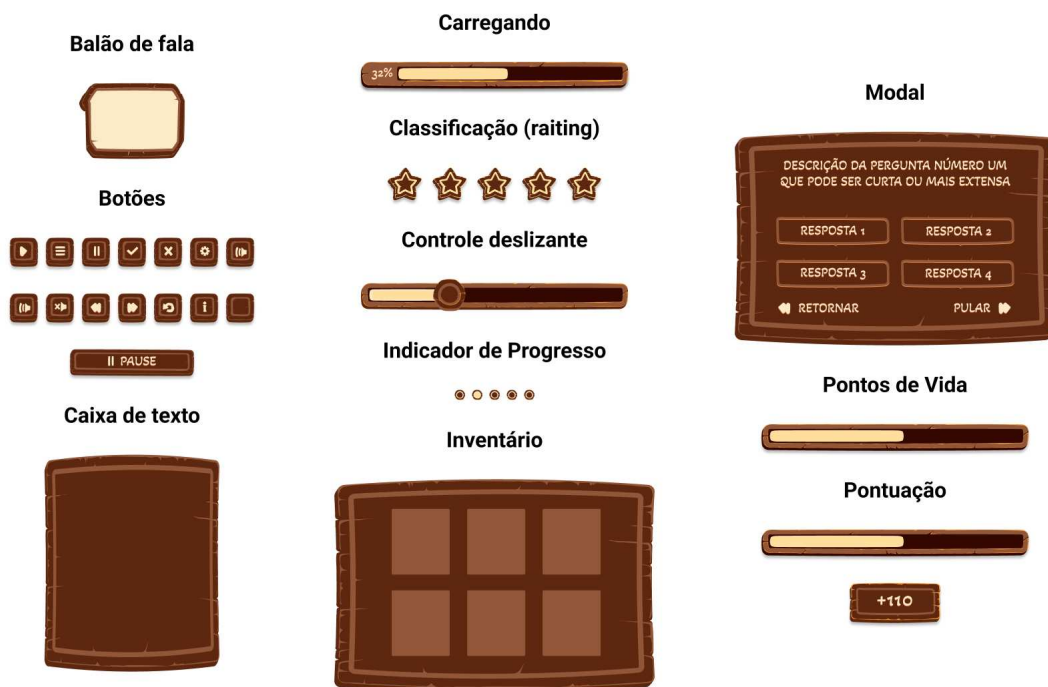 Balão de fala
Botões
II PAUSE
Caixa de texto
Carregando
32%
Classificação (raiting)
Controle deslizante
Indicador de Progresso
Inventário
Modal
DESCRIÇÃO DA PERGUNTA NÚMERO UM
QUE PODE SER CURTA OU MAIS EXTENSA
RESPOSTA 1
RESPOSTA 2
RESPOSTA 3
RESPOSTA 4
RETORNAR
PULAR
Pontos de Vida
Pontuação
+110